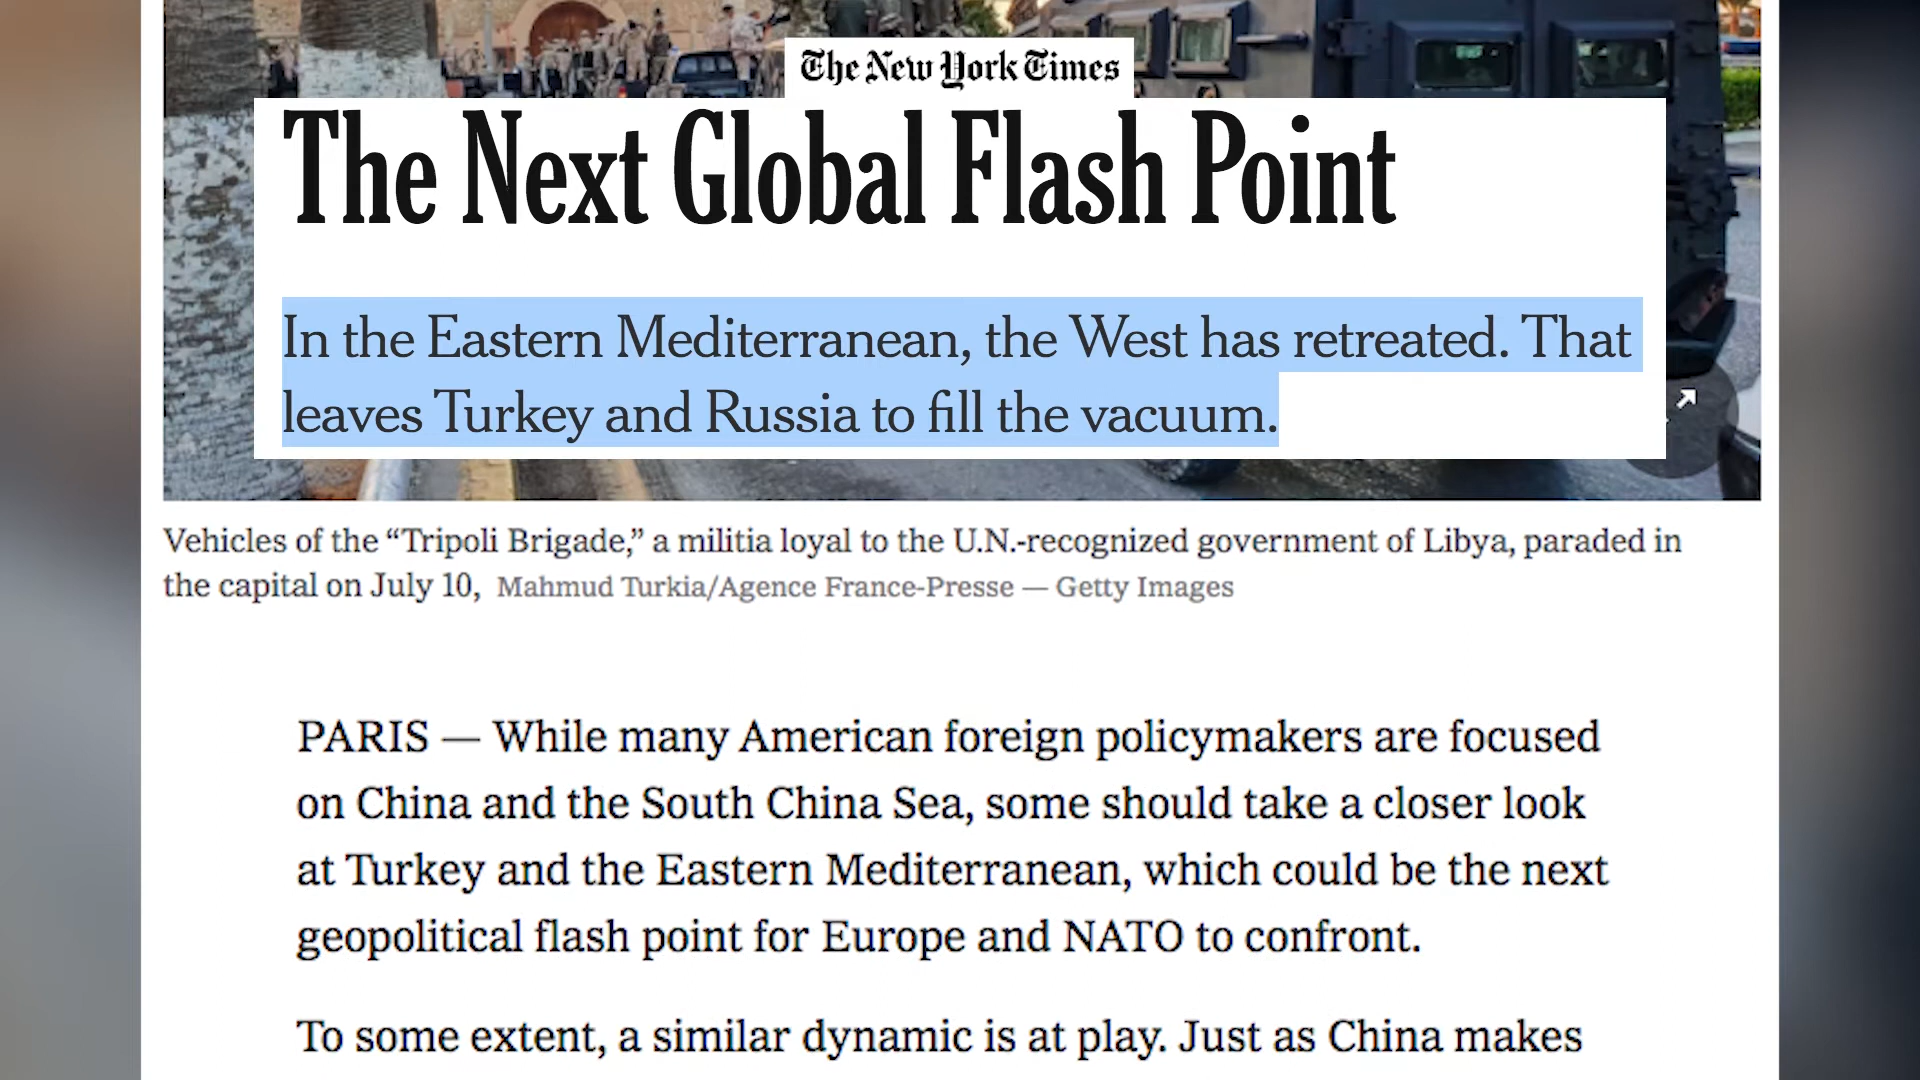 The New York Times
The Next Global Flash Point
In the Eastern Mediterranean, the West has retreated. That
leaves Turkey and Russia to fill the vacuum.
Vehicles of the “Tripoli Brigade,” a militia loyal to the U.N.-recognized government of Libya, paraded in
the capital on July 10, Mahmud Turkia/Agence France-Presse — Getty Images
PARIS — While many American foreign policymakers are focused
on China and the South China Sea, some should take a closer look
at Turkey and the Eastern Mediterranean, which could be the next
geopolitical flash point for Europe and NATO to confront.
To some extent, a similar dynamic is at play. Just as China makes